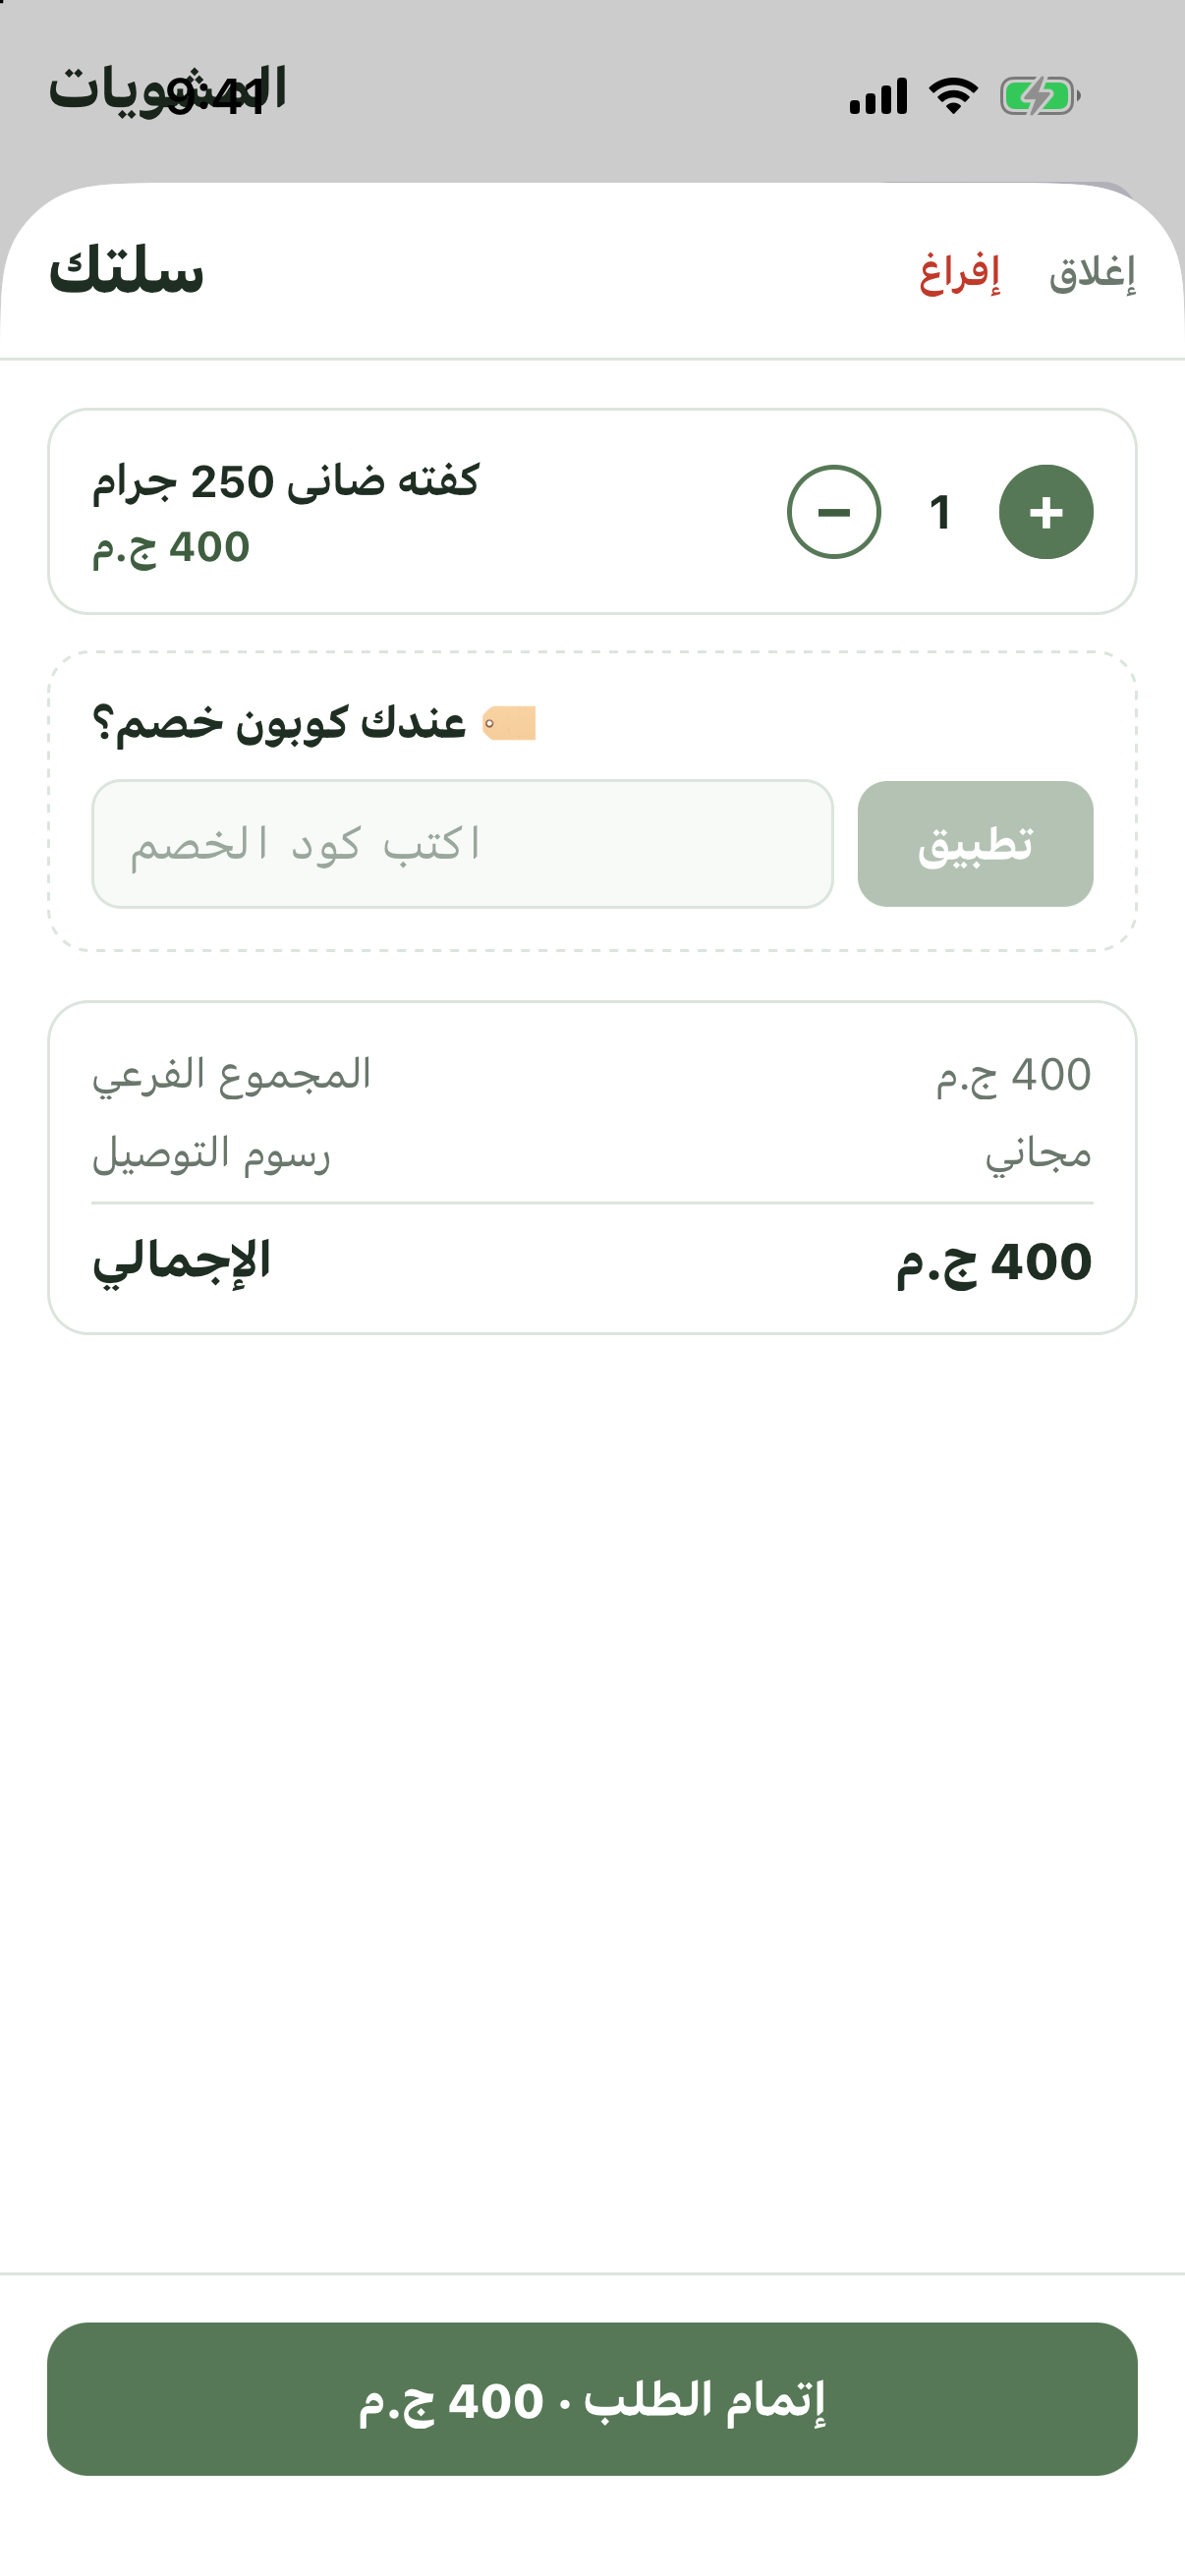 المشويات
9:41
سلتك
إفراغ
إغلاق
كفته ضانى 250 جرام
400 ج.م
1
عندك كوبون خصم؟
اكتب كود الخصم
تطبيق
المجموع الفرعي
400 ج.م
رسوم التوصيل
مجاني
الإجمالي
400 ج.م
إتمام الطلب · 400 ج.م